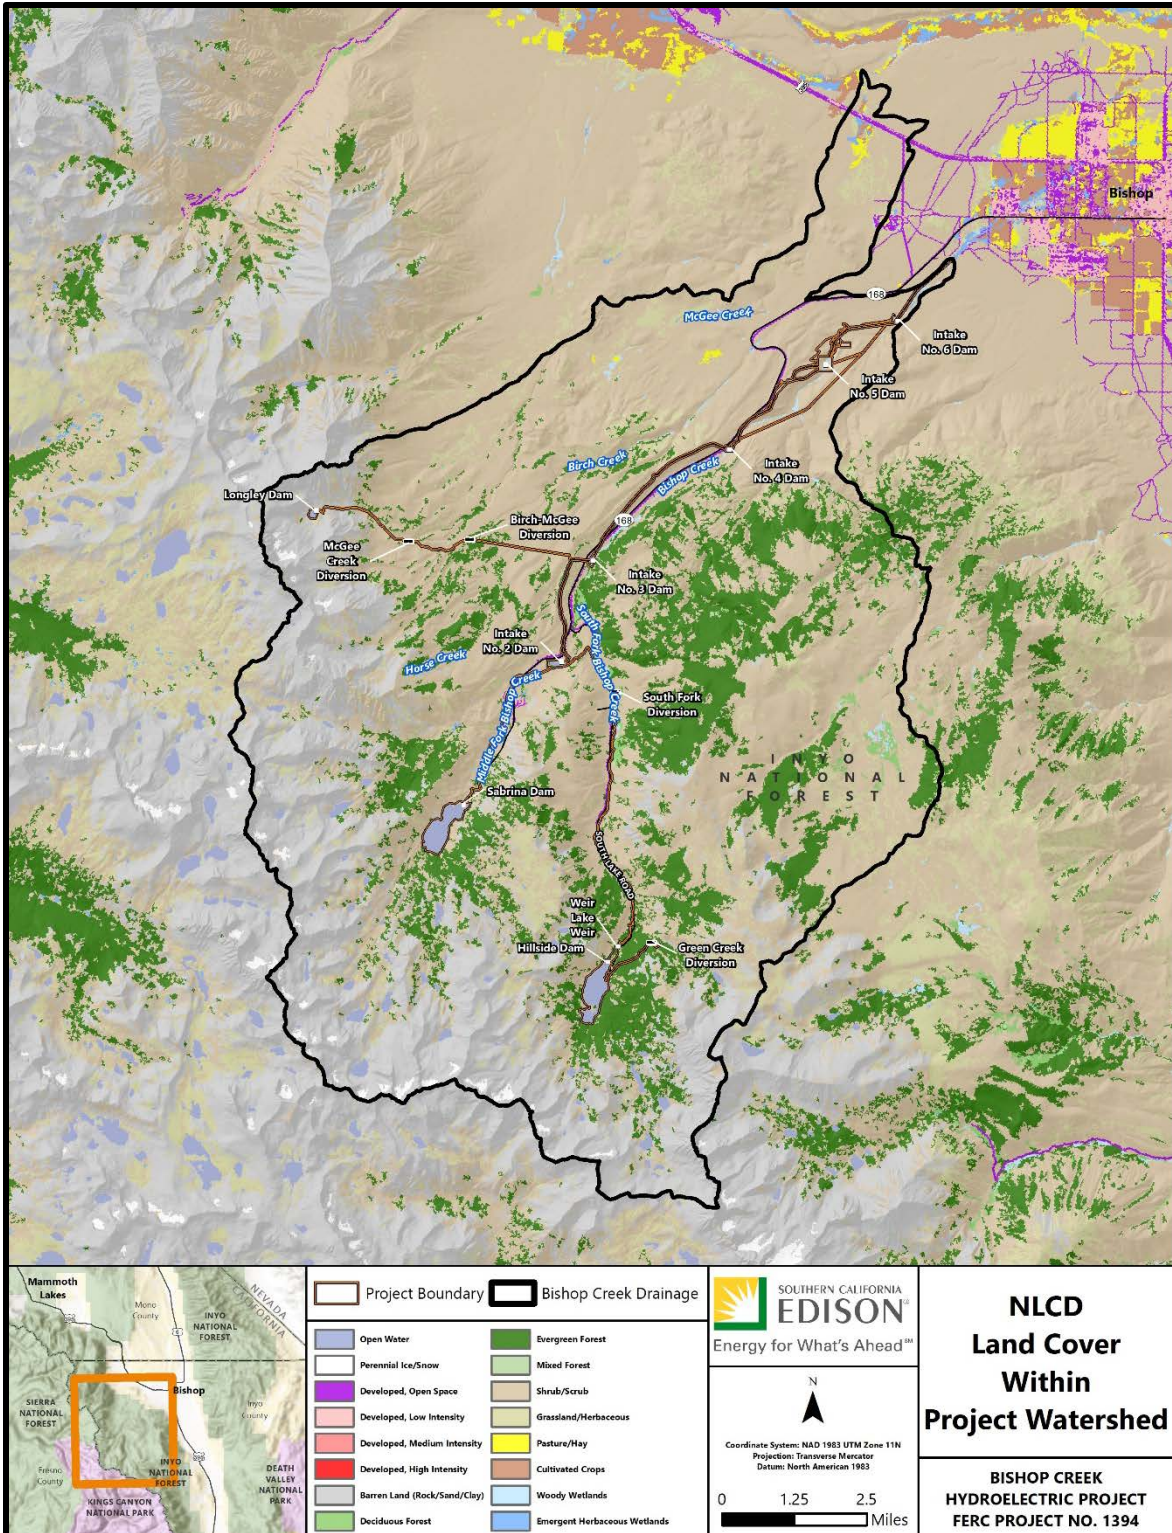 395
Bishop
168
McGee Creek
Intake
No. 6 Dam
Intake
No. 5 Dam
Birch Creek
Bishop Creek
Intake
No. 4 Dam
Longley Dam
168
Birch-McGee
Diversion
McGee
Creek
Diversion
Intake
No. 3 Dam
South Fork Bishop Creek
Intake
No. 2 Dam
Horse Creek
Middle Fork Bishop Creek
South Fork
Diversion
INYO
NATIONAL
FOREST
Sabrina Dam
SOUTH LAKE ROAD
Weir
Lake
Weir
Hillside Dam
Green Creek
Diversion
Mammoth
Lakes
Mono
County
INYO
NATIONAL
FOREST
NEVADA
CALIFORNIA
395
6
Bishop
SIERRA
NATIONAL
FOREST
Inyo
County
395
Fresno
County
INYO
NATIONAL
FOREST
DEATH
VALLEY
NATIONAL
PARK
KINGS CANYON
NATIONAL PARK
Project Boundary
Bishop Creek Drainage
Open Water
Perennial Ice/Snow
Developed, Open Space
Developed, Low Intensity
Developed, Medium Intensity
Developed, High Intensity
Barren Land (Rock/Sand/Clay)
Deciduous Forest
Evergreen Forest
Mixed Forest
Shrub/Scrub
Grassland/Herbaceous
Pasture/Hay
Cultivated Crops
Woody Wetlands
Emergent Herbaceous Wetlands
SOUTHERN CALIFORNIA
EDISON
Energy for What's Ahead℠
N
Coordinate System: NAD 1983 UTM Zone 11N
Projection: Transverse Mercator
Datum: North American 1983
0 1.25 2.5
Miles
NLCD
Land Cover
Within
Project Watershed
BISHOP CREEK
HYDROELECTRIC PROJECT
FERC PROJECT NO. 1394